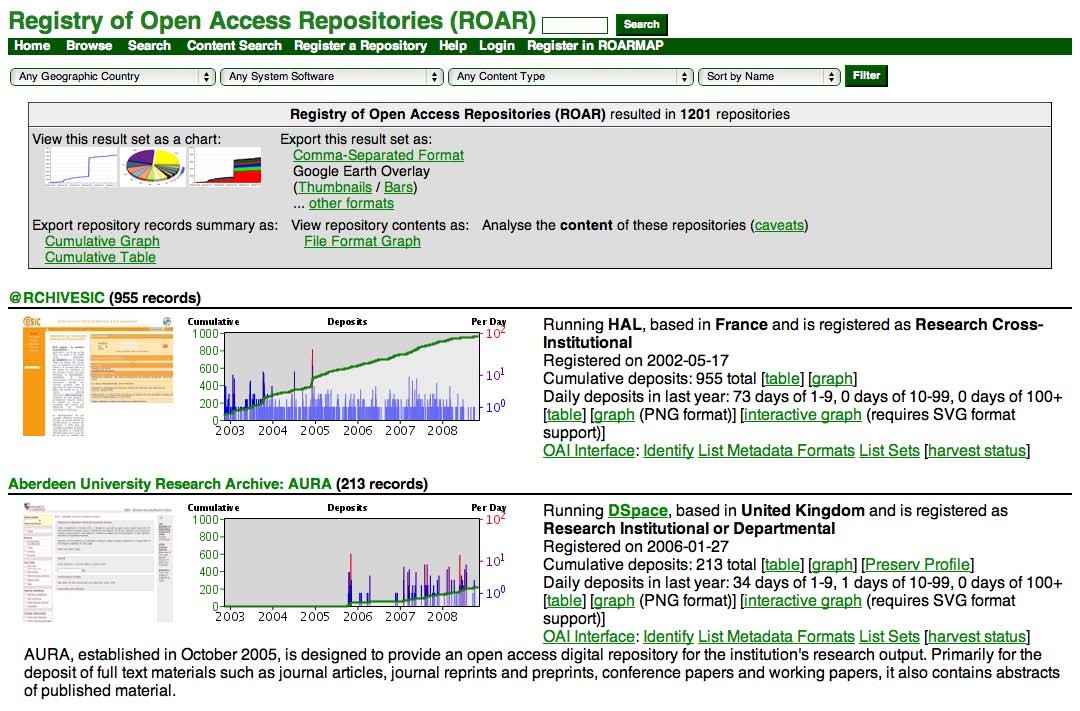 Registry of Open Access Repositories (ROAR) Search
Home Browse Search Content Search Register a Repository Help Login Register in ROARMAP
Any Geographic Country Any System Software Any Content Type Sort by Name Filter
Registry of Open Access Repositories (ROAR) resulted in 1201 repositories
View this result set as a chart:
Export this result set as:
Comma-Separated Format
Google Earth Overlay
(Thumbnails / Bars)
... other formats
Export repository records summary as:
Cumulative Graph
Cumulative Table
View repository contents as:
File Format Graph
Analyse the content of these repositories (caveats)
@RCHIVESIC (955 records)
Cumulative Deposits Per Day
1000 10^2
800
600
400 10^1
200 10^0
0
2003 2004 2005 2006 2007 2008
Running HAL, based in France and is registered as Research Cross-
Institutional
Registered on 2002-05-17
Cumulative deposits: 955 total [table] [graph]
Daily deposits in last year: 73 days of 1-9, 0 days of 10-99, 0 days of 100+
[table] [graph (PNG format)] [interactive graph (requires SVG format
support)]
OAI Interface: Identify List Metadata Formats List Sets [harvest status]
Aberdeen University Research Archive: AURA (213 records)
Cumulative Deposits Per Day
1000 10^2
800
600 10^1
400
200 10^0
0
2003 2004 2005 2006 2007 2008
Running DSpace, based in United Kingdom and is registered as
Research Institutional or Departmental
Registered on 2006-01-27
Cumulative deposits: 213 total [table] [graph] [Preserv Profile]
Daily deposits in last year: 34 days of 1-9, 1 days of 10-99, 0 days of 100+
[table] [graph (PNG format)] [interactive graph (requires SVG format
support)]
OAI Interface: Identify List Metadata Formats List Sets [harvest status]
AURA, established in October 2005, is designed to provide an open access digital repository for the institution's research output. Primarily for the
deposit of full text materials such as journal articles, journal reprints and preprints, conference papers and working papers, it also contains abstracts
of published material.